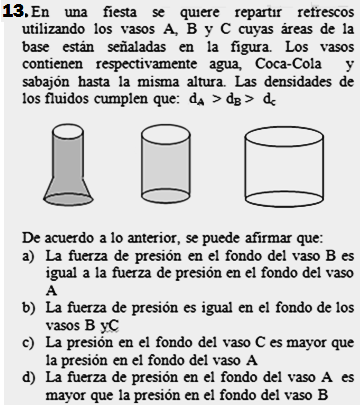 13. En una fiesta se quiere repartir refrescos
utilizando los vasos A, B y C cuyas áreas de la
base están señaladas en la figura. Los vasos
contienen respectivamente agua, Coca-Cola y
sabajón hasta la misma altura. Las densidades de
los fluidos cumplen que: dA > dB > dc
De acuerdo a lo anterior, se puede afirmar que:
a) La fuerza de presión en el fondo del vaso B es
igual a la fuerza de presión en el fondo del vaso
A
b) La fuerza de presión es igual en el fondo de los
vasos B yC
c) La presión en el fondo del vaso C es mayor que
la presión en el fondo del vaso A
d) La fuerza de presión en el fondo del vaso A es
mayor que la presión en el fondo del vaso B